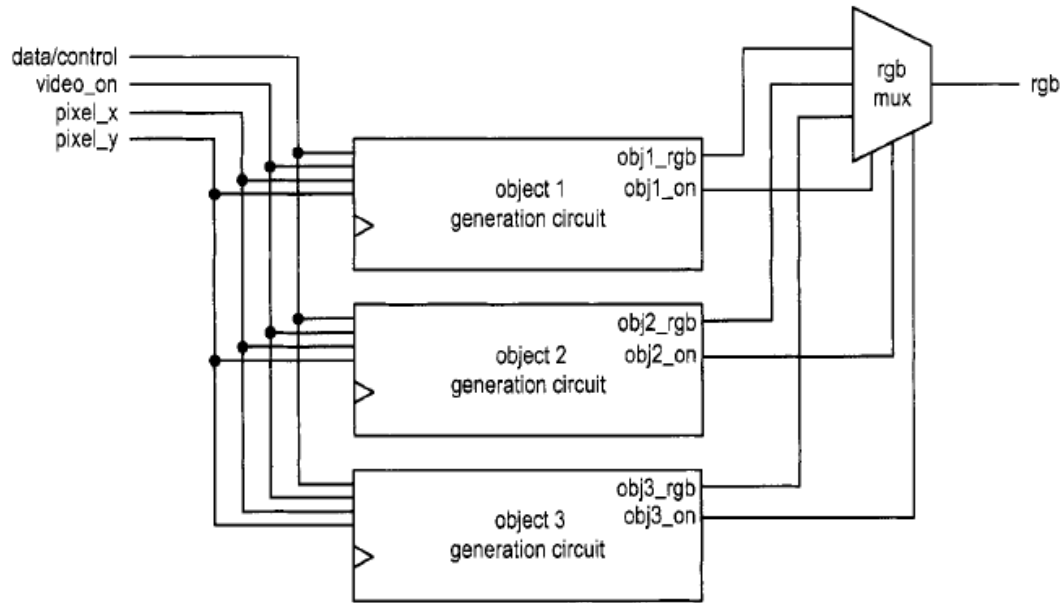 data/control
video_on
pixel_x
pixel_y
rgb
mux
rgb
obj1_rgb
obj1_on
object 1
generation circuit
obj2_rgb
obj2_on
object 2
generation circuit
obj3_rgb
obj3_on
object 3
generation circuit